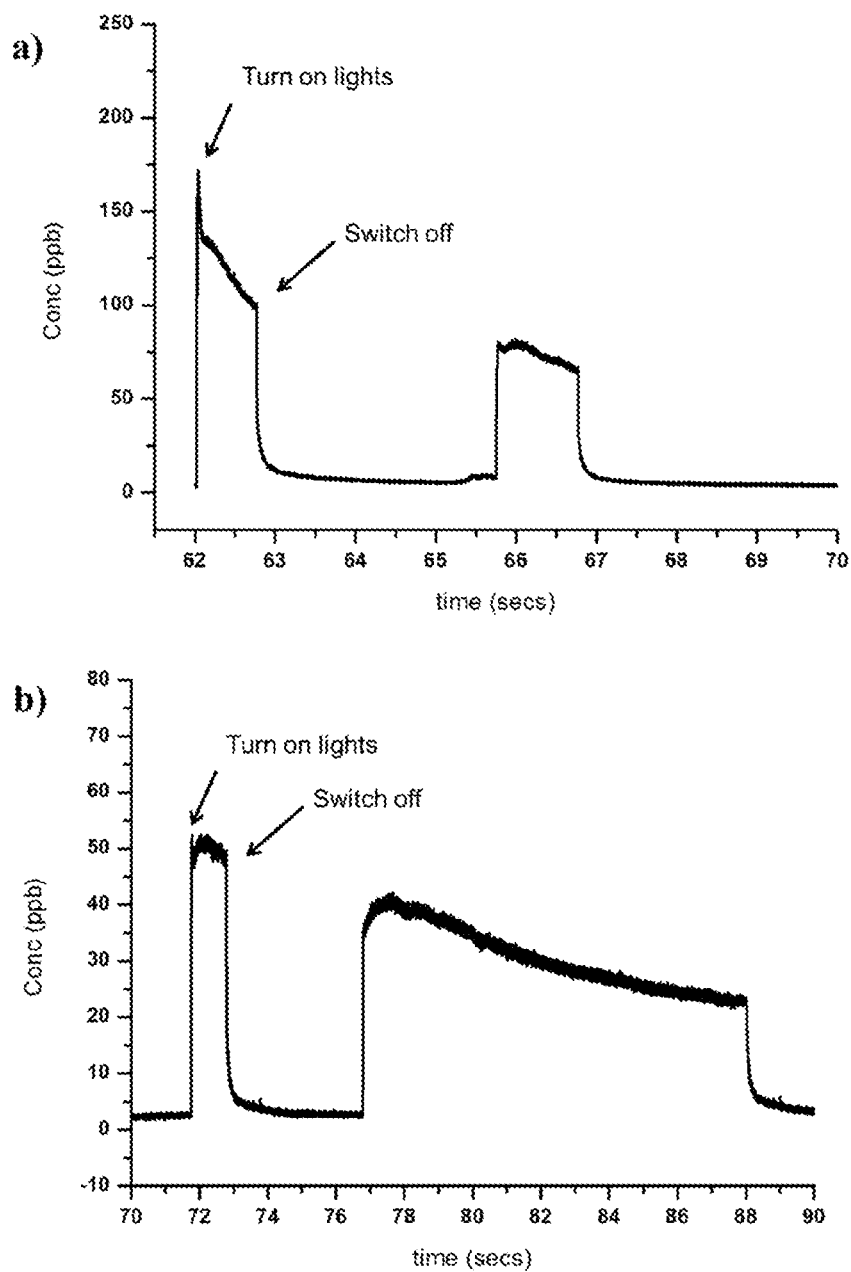 a)
250
200
150
100
50
0
Conc (ppb)
Turn on lights
Switch off
62 63 64 65 66 67 68 69 70
time (secs)
b)
80
70
60
50
40
30
20
10
0
-10
Conc (ppb)
Turn on lights
Switch off
70 72 74 76 78 80 82 84 86 88 90
time (secs)